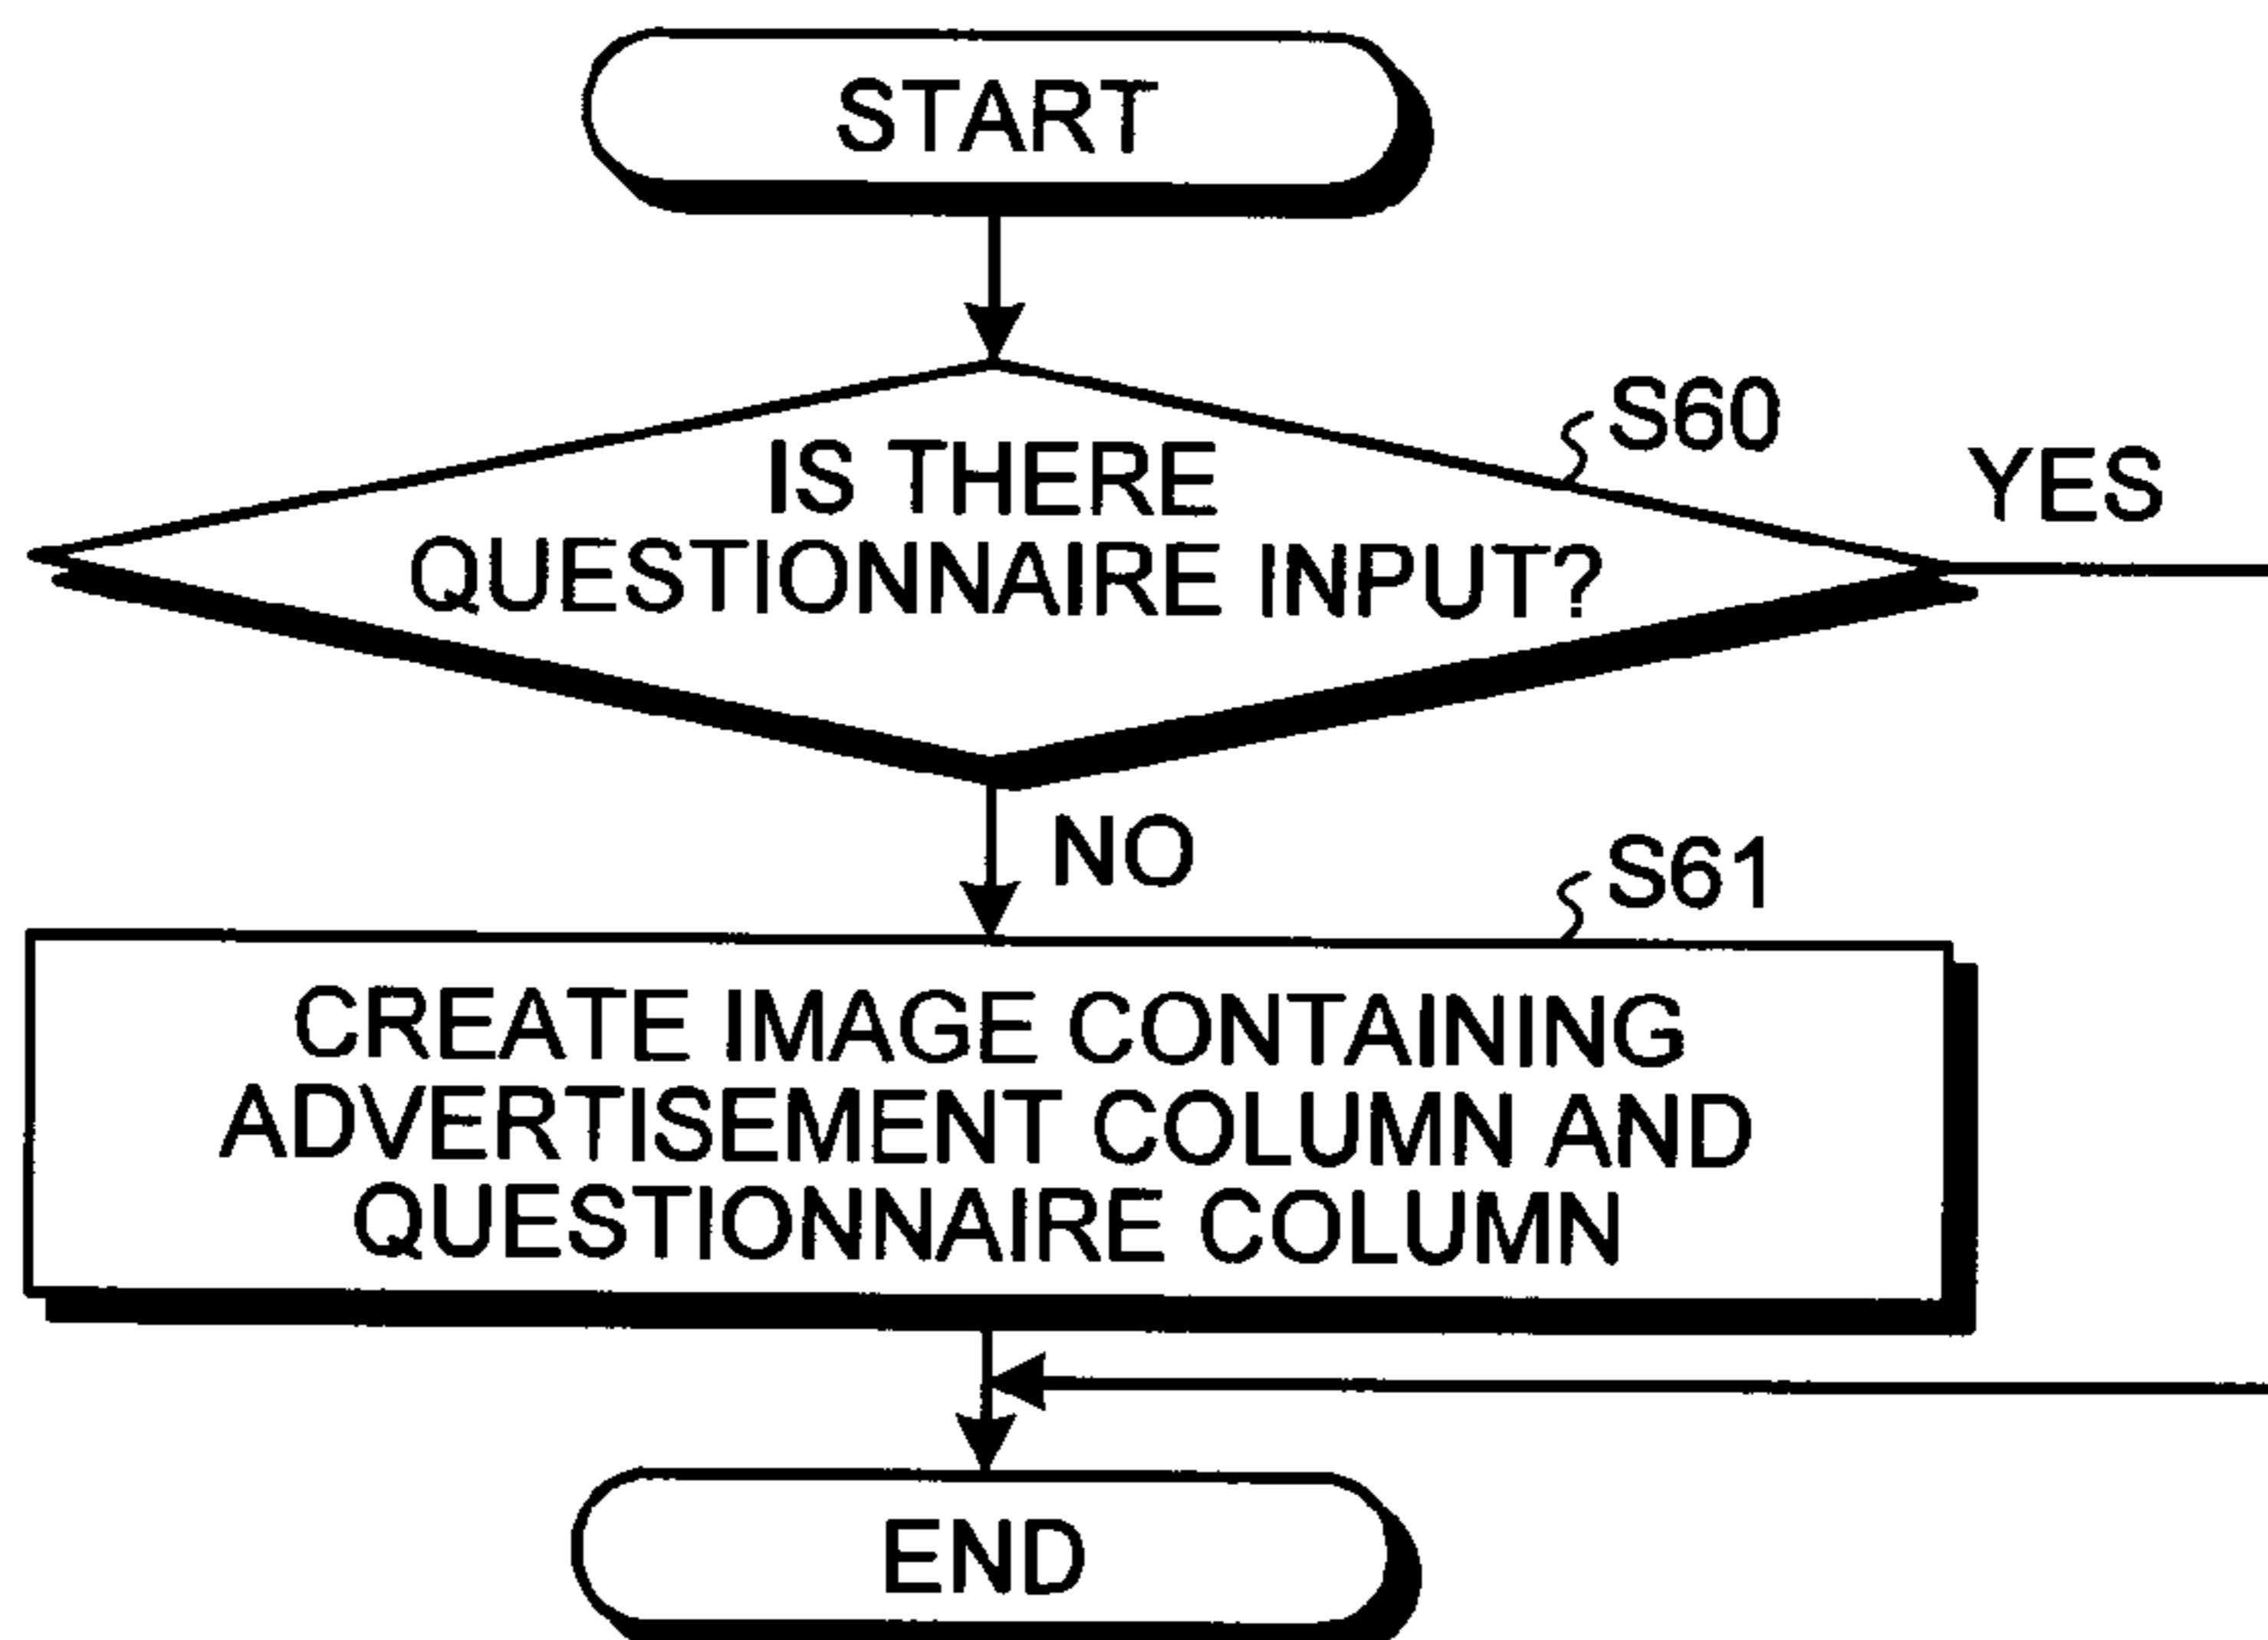 START
S60
YES
IS THERE
QUESTIONNAIRE INPUT?
NO
S61
CREATE IMAGE CONTAINING
ADVERTISEMENT COLUMN AND
QUESTIONNAIRE COLUMN
END